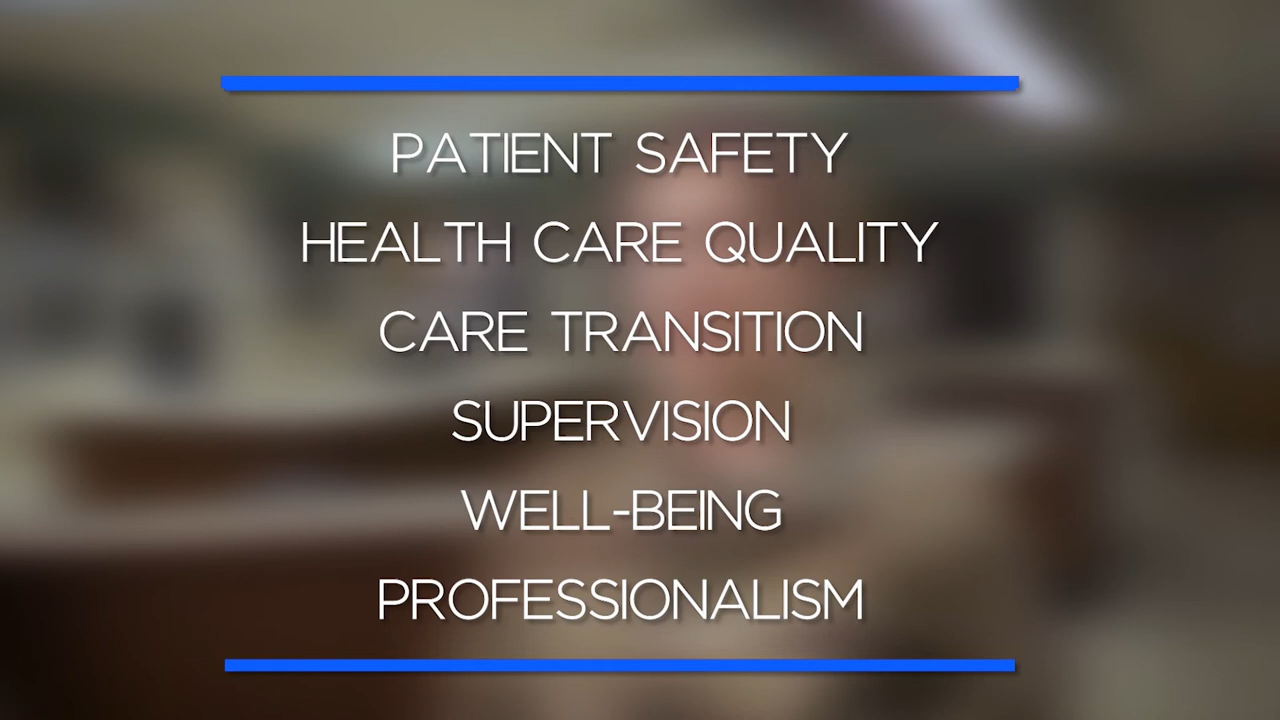 PATIENT SAFETY
HEALTH CARE QUALITY
CARE TRANSITION
SUPERVISION
WELL-BEING
PROFESSIONALISM